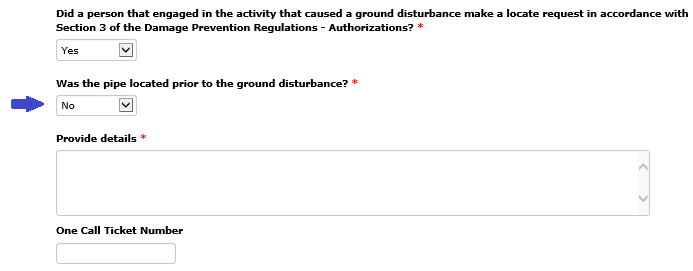 Did a person that engaged in the activity that caused a ground disturbance make a locate request in accordance with
Section 3 of the Damage Prevention Regulations - Authorizations? *
Yes
Was the pipe located prior to the ground disturbance? *
No
Provide details *
One Call Ticket Number